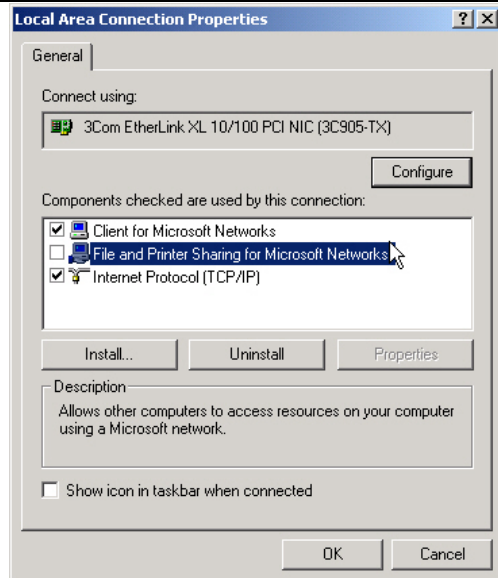 Local Area Connection Properties
General
Connect using:
3Com EtherLink XL 10/100 PCI NIC (3C905-TX)
Configure
Components checked are used by this connection:
Client for Microsoft Networks
File and Printer Sharing for Microsoft Networks
Internet Protocol (TCP/IP)
Install... Uninstall Properties
Description
Allows other computers to access resources on your computer
using a Microsoft network.
Show icon in taskbar when connected
OK Cancel